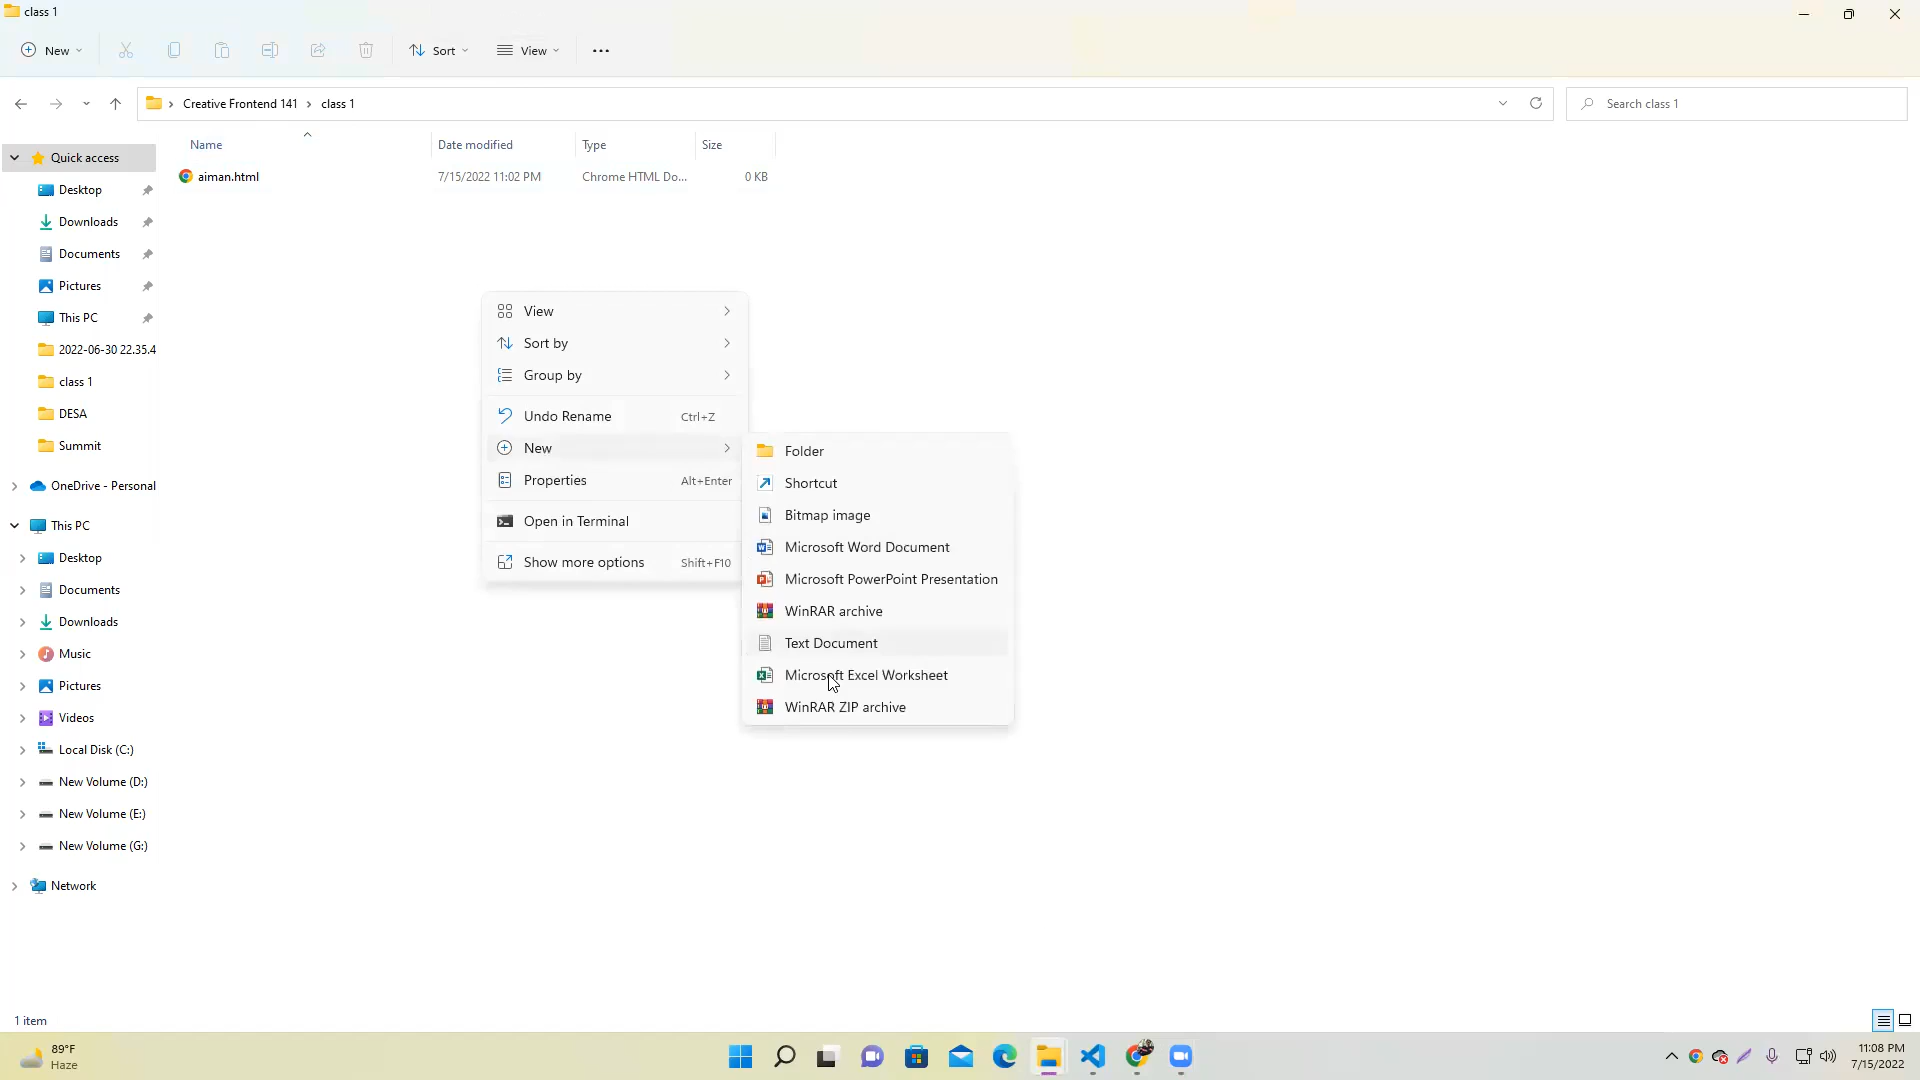 class 1
New
Sort
View
Creative Frontend 141
class 1
Search class 1
Name
Date modified
Type
Size
aiman.html
7/15/2022 11:02 PM
Chrome HTML Do...
0 KB
Quick access
Desktop
Downloads
Documents
Pictures
This PC
2022-06-30 22.35.4
class 1
DESA
Summit
OneDrive - Personal
This PC
Desktop
Documents
Downloads
Music
Pictures
Videos
Local Disk (C:)
New Volume (D:)
New Volume (E:)
New Volume (G:)
Network
View
Sort by
Group by
Undo Rename Ctrl+Z
New
Properties Alt+Enter
Open in Terminal
Show more options Shift+F10
Folder
Shortcut
Bitmap image
Microsoft Word Document
Microsoft PowerPoint Presentation
WinRAR archive
Text Document
Microsoft Excel Worksheet
WinRAR ZIP archive
1 item
89°F
Haze
11:08 PM
7/15/2022